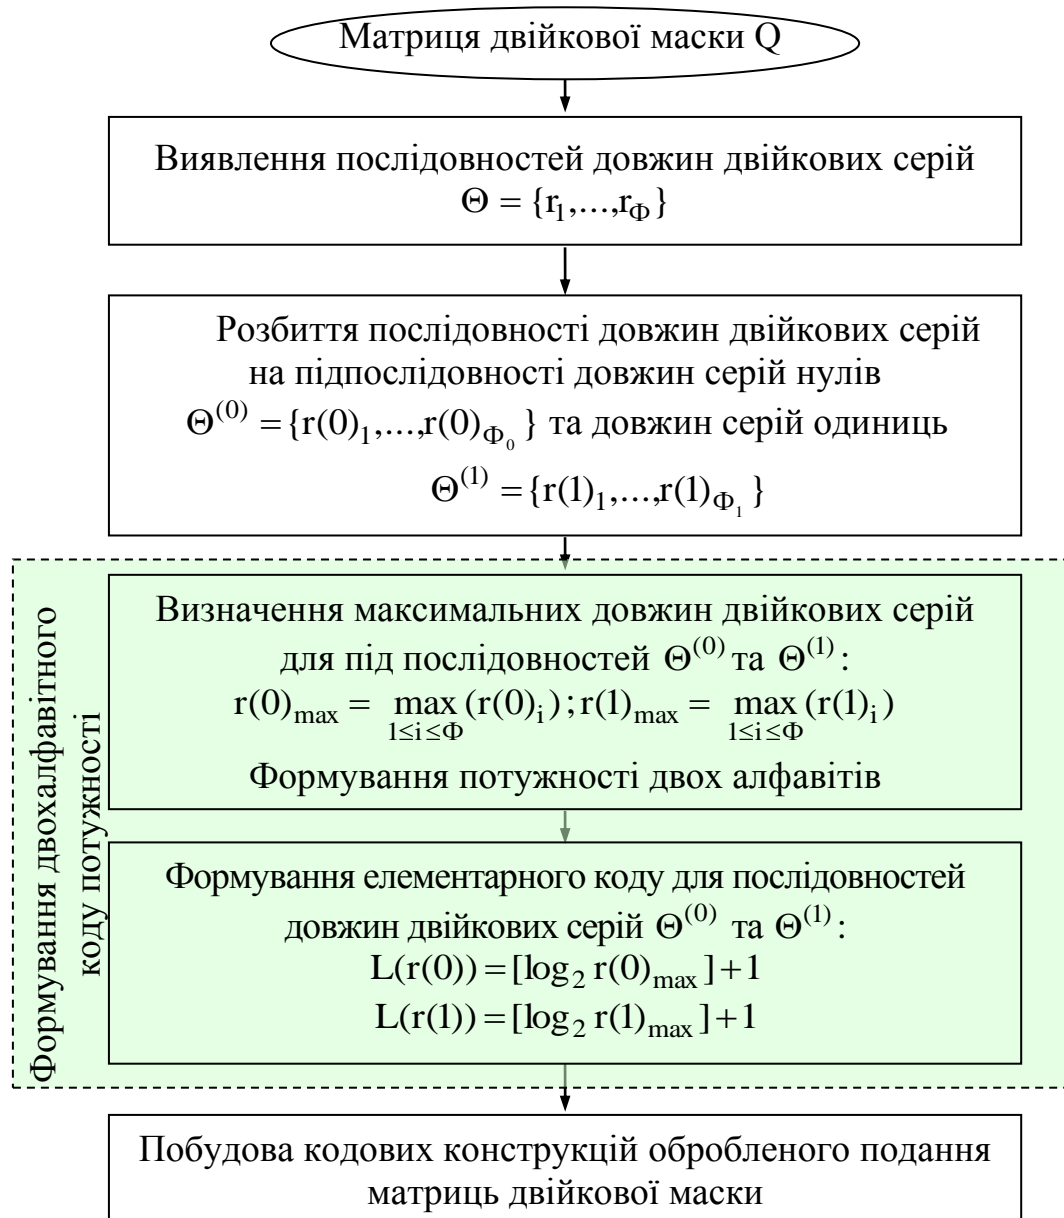 Матриця двійкової маски Q
Виявлення послідовностей довжин двійкових серій
Θ = {r₁,...,r_Φ}
Розбиття послідовності довжин двійкових серій
на підпослідовності довжин серій нулів
Θ⁽⁰⁾ = {r(0)₁,...,r(0)_Φ₀} та довжин серій одиниць
Θ⁽¹⁾ = {r(1)₁,...,r(1)_Φ₁}
Формування двохалфавітного
коду потужності
Визначення максимальних довжин двійкових серій
для під послідовностей Θ⁽⁰⁾ та Θ⁽¹⁾:
r(0)max = max (r(0)ᵢ); r(1)max = max (r(1)ᵢ)
1≤i≤Φ 1≤i≤Φ
Формування потужності двох алфавітів
Формування елементарного коду для послідовностей
довжин двійкових серій Θ⁽⁰⁾ та Θ⁽¹⁾:
L(r(0)) = [log₂ r(0)max] + 1
L(r(1)) = [log₂ r(1)max] + 1
Побудова кодових конструкцій обробленого подання
матриць двійкової маски